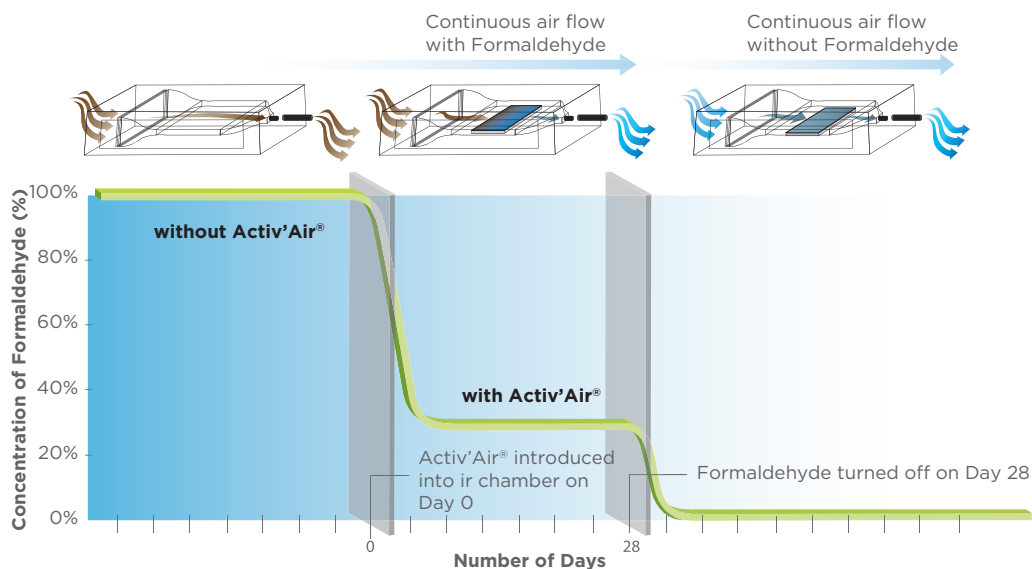 Continuous air flow
with Formaldehyde
Continuous air flow
without Formaldehyde
Concentration of Formaldehyde (%)
100%
80%
60%
40%
20%
0%
without Activ’Air®
with Activ’Air®
Activ’Air® introduced
into ir chamber on
Day 0
Formaldehyde turned off on Day 28
0
28
Number of Days